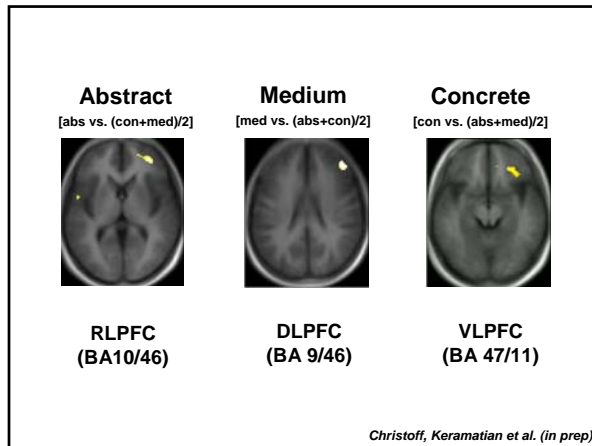 Abstract
[abs vs. (con+med)/2]
Medium
[med vs. (abs+con)/2]
Concrete
[con vs. (abs+med)/2]
RLPFC
(BA10/46)
DLPFC
(BA 9/46)
VLPFC
(BA 47/11)
Christoff, Keramatian et al. (in prep)